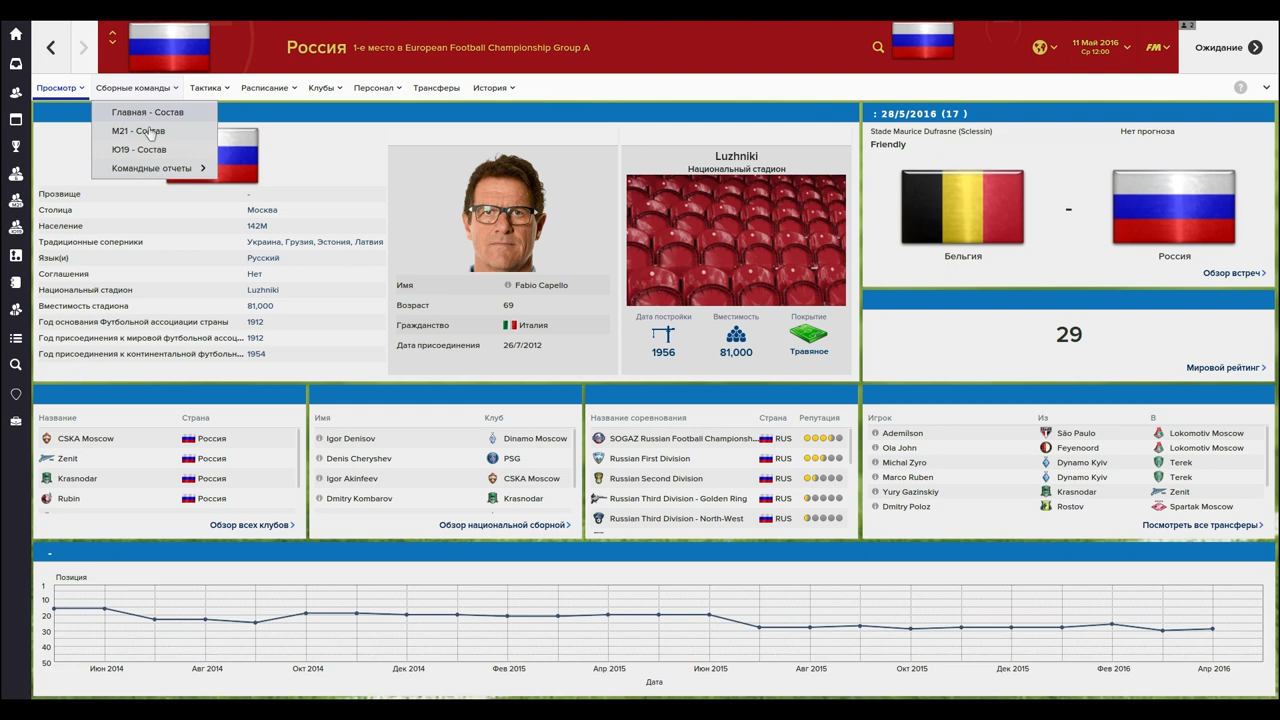 2
Россия 1-е место в European Football Championship Group A
11 Май 2016
Ср 12:00
FM
Ожидание
Просмотр Сборные команды Тактика Расписание Клубы Персонал Трансферы История ?
Главная - Состав
М21 - Состав
Ю19 - Состав
Командные отчеты
Прозвище -
Столица Москва
Население 142M
Традиционные соперники Украина, Грузия, Эстония, Латвия
Язык(и) Русский
Соглашения Нет
Национальный стадион Luzhniki
Вместимость стадиона 81,000
Год основания Футбольной ассоциации страны 1912
Год присоединения к мировой футбольной ассоц... 1912
Год присоединения к континентальной футбольн... 1954
Имя Fabio Capello
Возраст 69
Гражданство Италия
Дата присоединения 26/7/2012
Luzhniki
Национальный стадион
Дата постройки Вместимость Покрытие
1956 81,000 Травяное
: 28/5/2016 (17 )
Stade Maurice Dufrasne (Sclessin) Нет прогноза
Friendly
-
Бельгия Россия
Обзор встреч
29
Мировой рейтинг
Название Страна
CSKA Moscow Россия
Zenit Россия
Krasnodar Россия
Rubin Россия
Обзор всех клубов
Имя Клуб
Igor Denisov Dinamo Moscow
Denis Cheryshev PSG
Igor Akinfeev CSKA Moscow
Dmitry Kombarov Krasnodar
Обзор национальной сборной
Название соревнования Страна Репутация
SOGAZ Russian Football Championsh... RUS
Russian First Division RUS
Russian Second Division RUS
Russian Third Division - Golden Ring RUS
Russian Third Division - North-West RUS
Игрок Из В
Ademilson São Paulo Lokomotiv Moscow
Ola John Feyenoord Lokomotiv Moscow
Michal Zyro Dynamo Kyiv Terek
Marco Ruben Dynamo Kyiv Terek
Yury Gazinskiy Krasnodar Zenit
Dmitry Poloz Rostov Spartak Moscow
Посмотреть все трансферы
-
Позиция
1
10
20
30
40
50
Июн 2014 Авг 2014 Окт 2014 Дек 2014 Фев 2015 Апр 2015 Июн 2015 Авг 2015 Окт 2015 Дек 2015 Фев 2016 Апр 2016
Дата